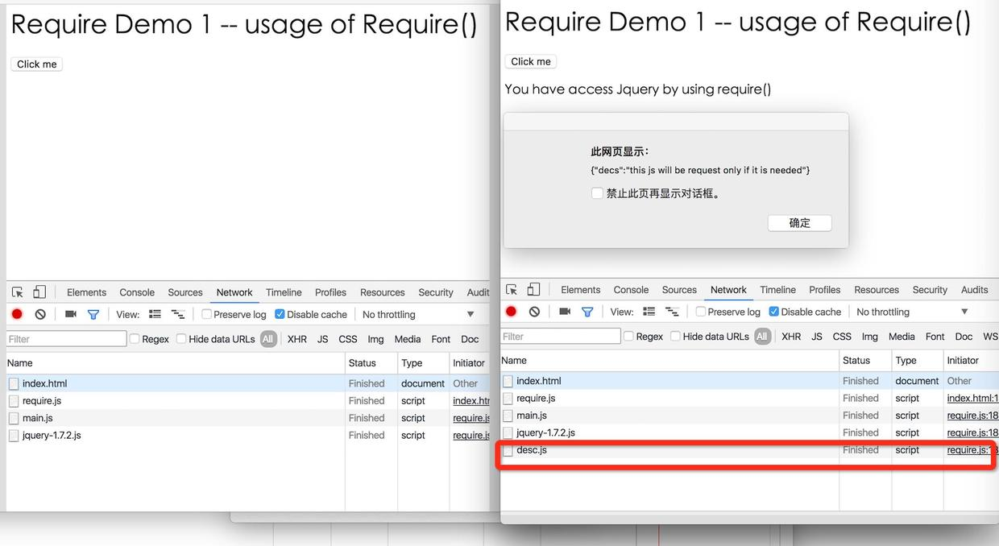 Require Demo 1 -- usage of Require()
Click me
Elements Console Sources Network Timeline Profiles Resources Security Audit
View: Preserve log Disable cache No throttling
Filter Regex Hide data URLs All XHR JS CSS Img Media Font Doc
Name Status Type Initiator
index.html Finished document Other
require.js Finished script index.htm
main.js Finished script require.js
jquery-1.7.2.js Finished script require.js
Require Demo 1 -- usage of Require()
Click me
You have access Jquery by using require()
此网页显示：
{"decs":"this js will be request only if it is needed"}
禁止此页再显示对话框。
确定
Elements Console Sources Network Timeline Profiles Resources Security Audits
View: Preserve log Disable cache No throttling
Filter Regex Hide data URLs All XHR JS CSS Img Media Font Doc WS
Name Status Type Initiator
index.html Finished document Other
require.js Finished script index.html:1
main.js Finished script require.js:18
jquery-1.7.2.js Finished script require.js:18
desc.js Finished script require.js:18